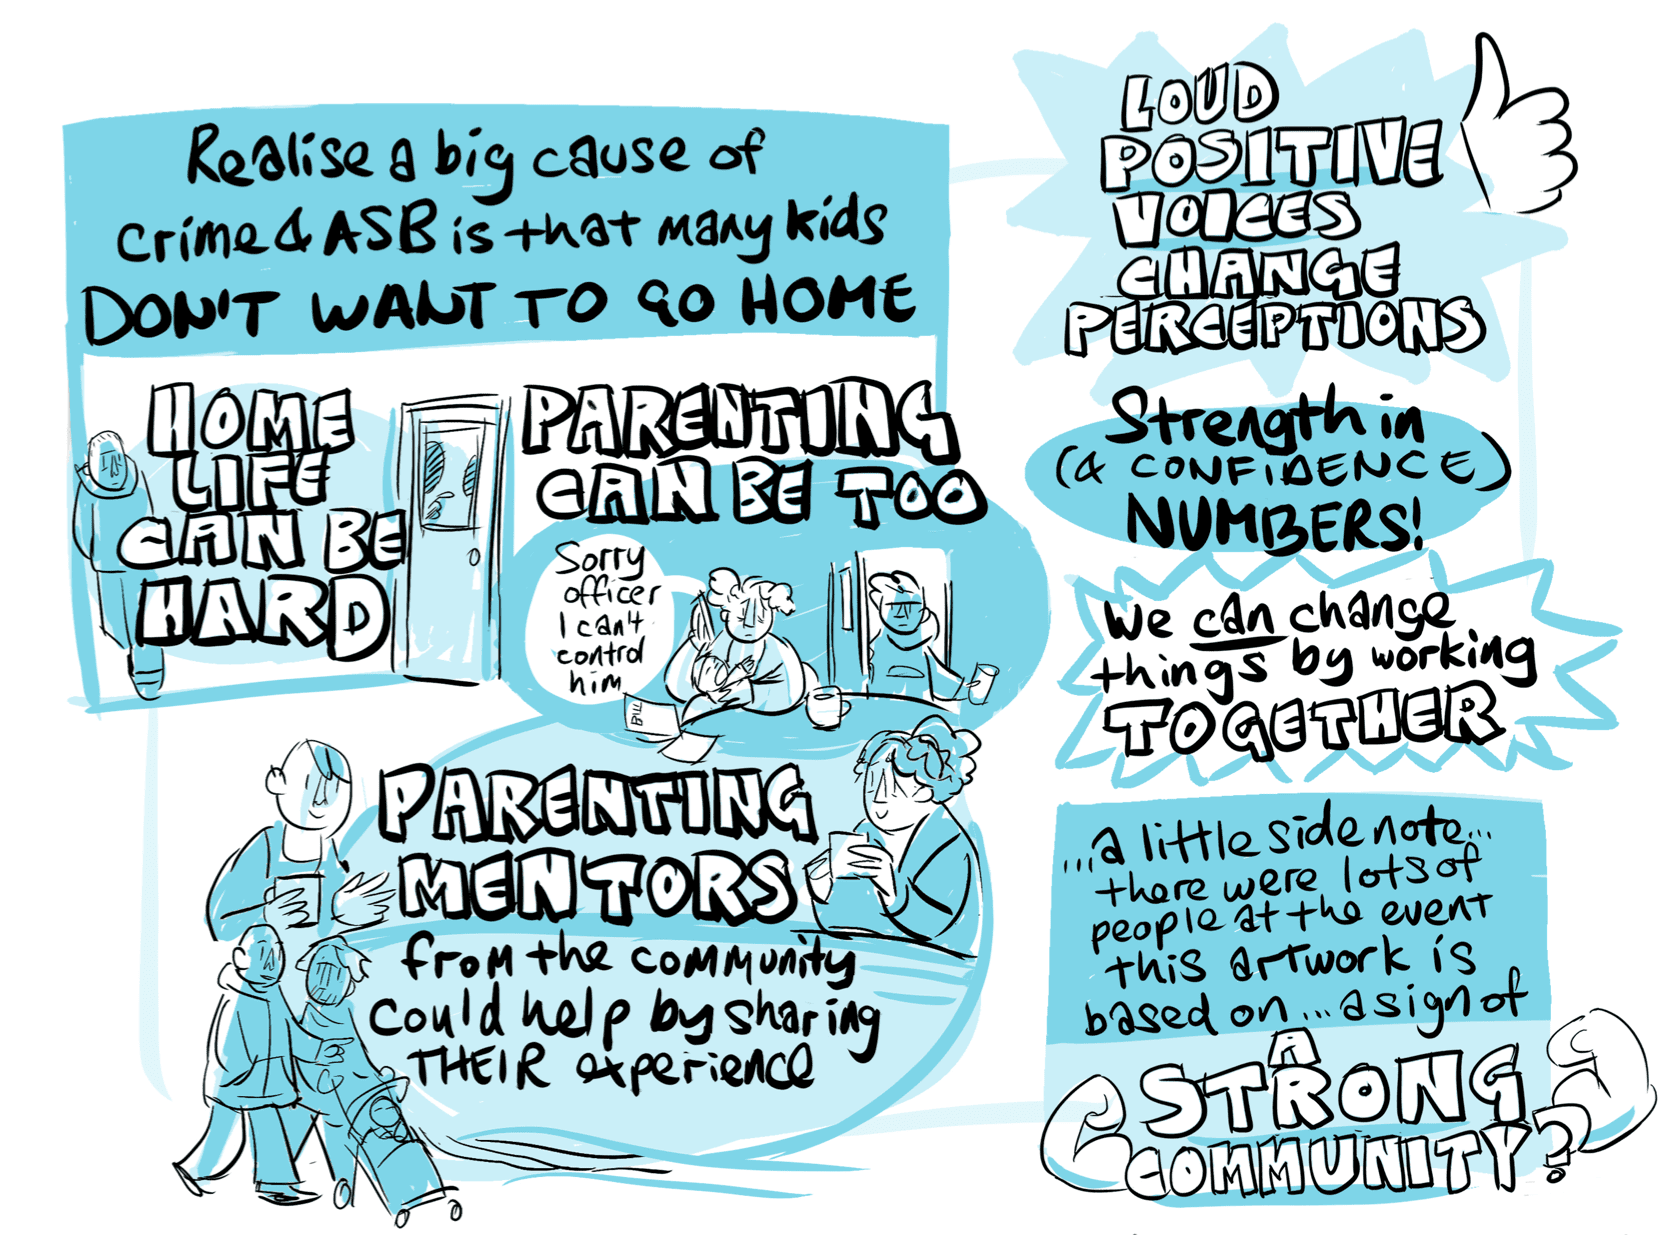 Realise a big cause of
crime & ASB is that many kids
DON'T WANT TO GO HOME
HOME
LIFE
CAN BE
HARD
PARENTING
CAN BE TOO
Sorry
officer
I can't
control
him
BILL
PARENTING
MENTORS
from the community
could help by sharing
THEIR experience
LOUD
POSITIVE
VOICES
CHANGE
PERCEPTIONS
Strength in
(& CONFIDENCE)
NUMBERS!
We can change
things by working
TOGETHER
...a little side note...
there were lots of
people at the event
this artwork is
based on... a sign of
A
STRONG
COMMUNITY?